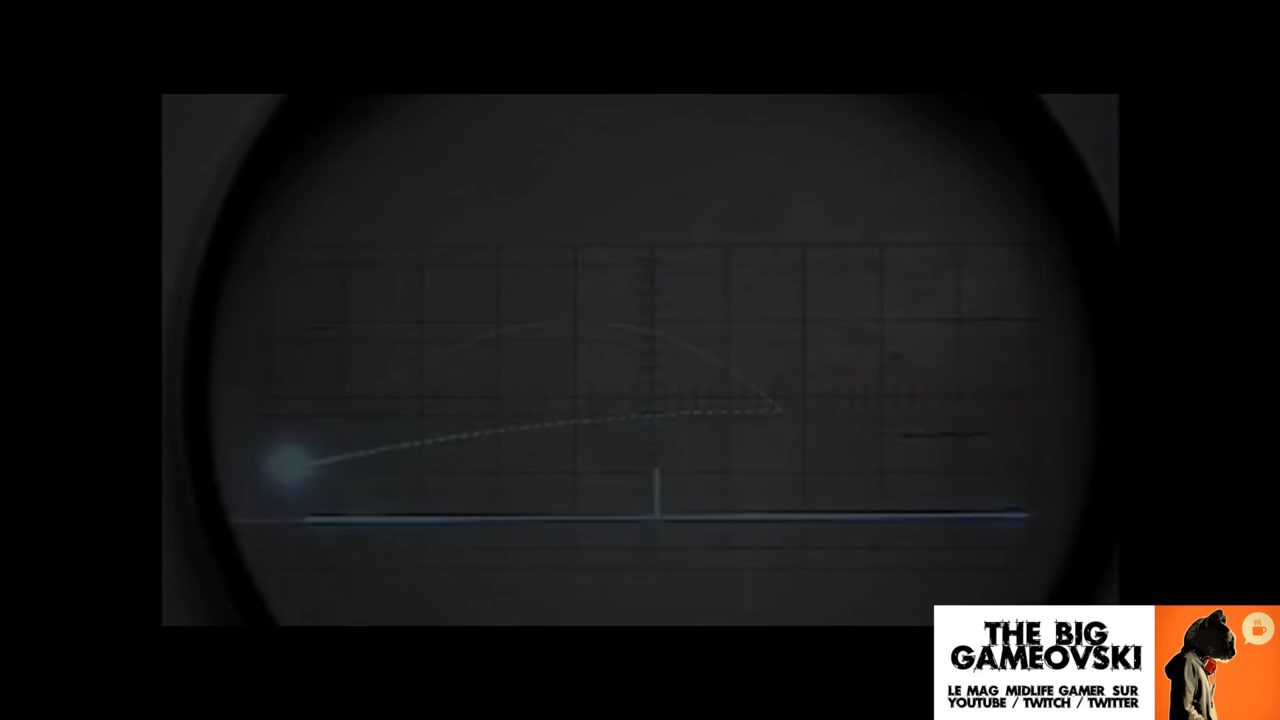 THE BIG
GAMEOVSKI
LE MAG MIDLIFE GAMER SUR
YOUTUBE / TWITCH / TWITTER